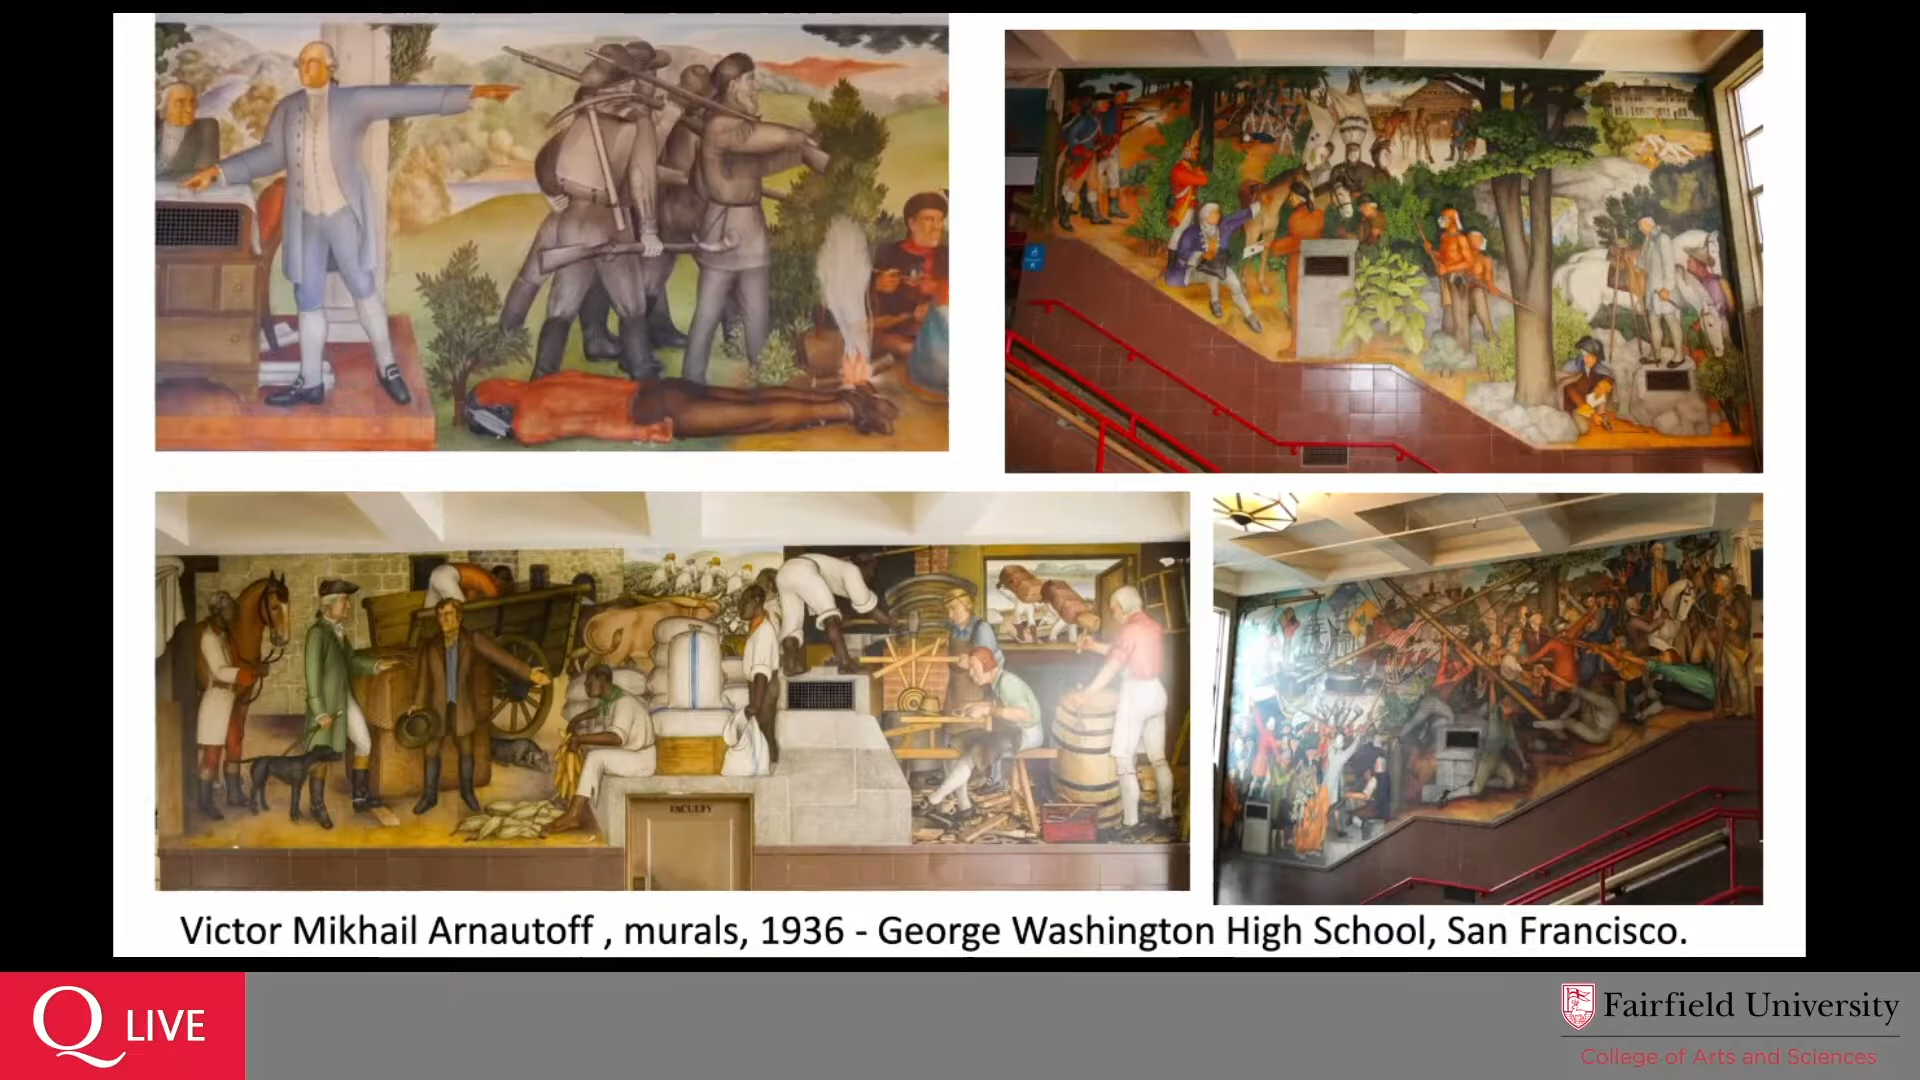 FACULTY
Victor Mikhail Arnautoff , murals, 1936 - George Washington High School, San Francisco.
Q LIVE
Fairfield University
College of Arts and Sciences